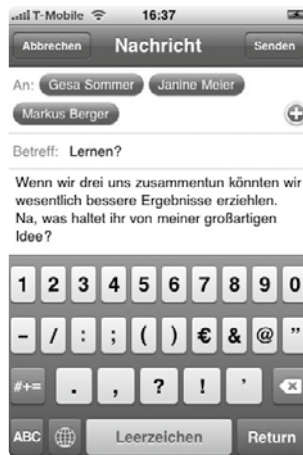 T-Mobile 16:37
Abbrechen Nachricht Senden
An: Gesa Sommer Janine Meier
Markus Berger
Betreff: Lernen?
Wenn wir drei uns zusammentun könnten wir
wesentlich bessere Ergebnisse erziehlen.
Na, was haltet ihr von meiner großartigen
Idee?
1 2 3 4 5 6 7 8 9 0
- / : ; ( ) € & @ "
#+= . , ? ! '
ABC Leerzeichen Return